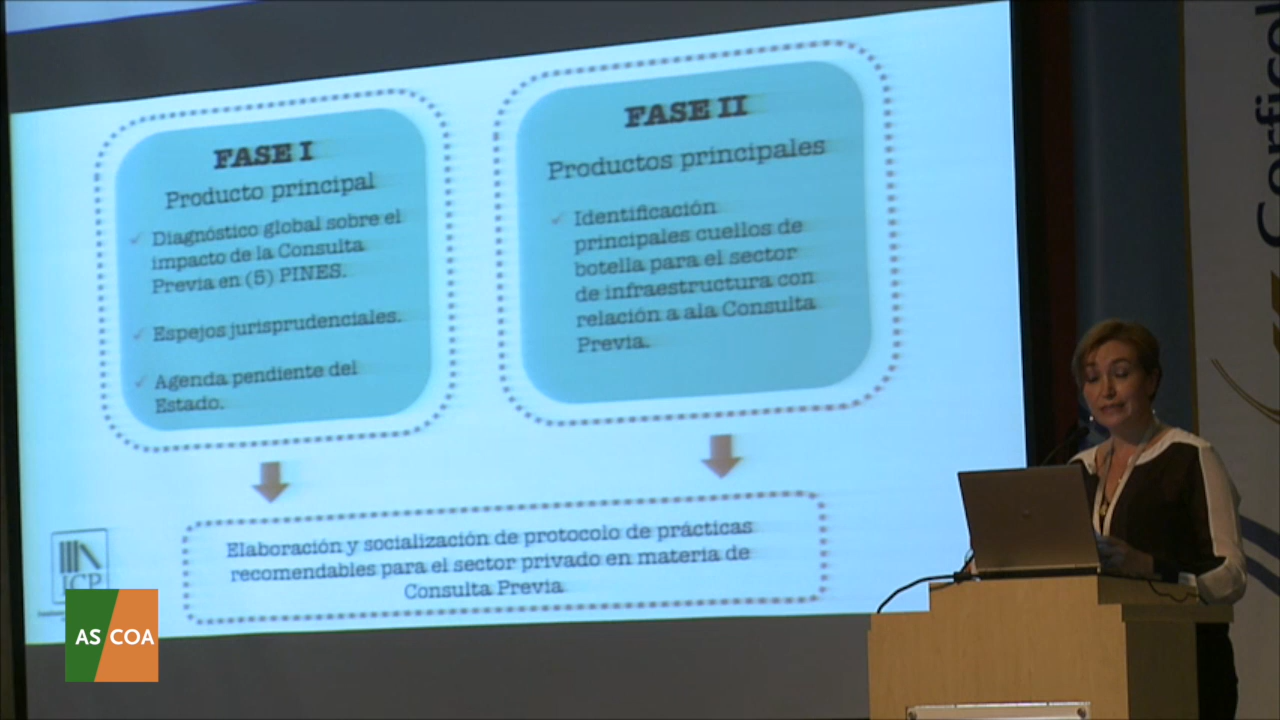 FASE I
Producto principal
Diagnóstico global sobre el
impacto de la Consulta
Previa en (5) PINES.
Espejos jurisprudenciales.
Agenda pendiente del
Estado.
FASE II
Productos principales
Identificación
principales cuellos de
botella para el sector
de infraestructura con
relación a ala Consulta
Previa.
Elaboración y socialización de protocolo de prácticas
recomendables para el sector privado en materia de
Consulta Previa
ICP
AS COA